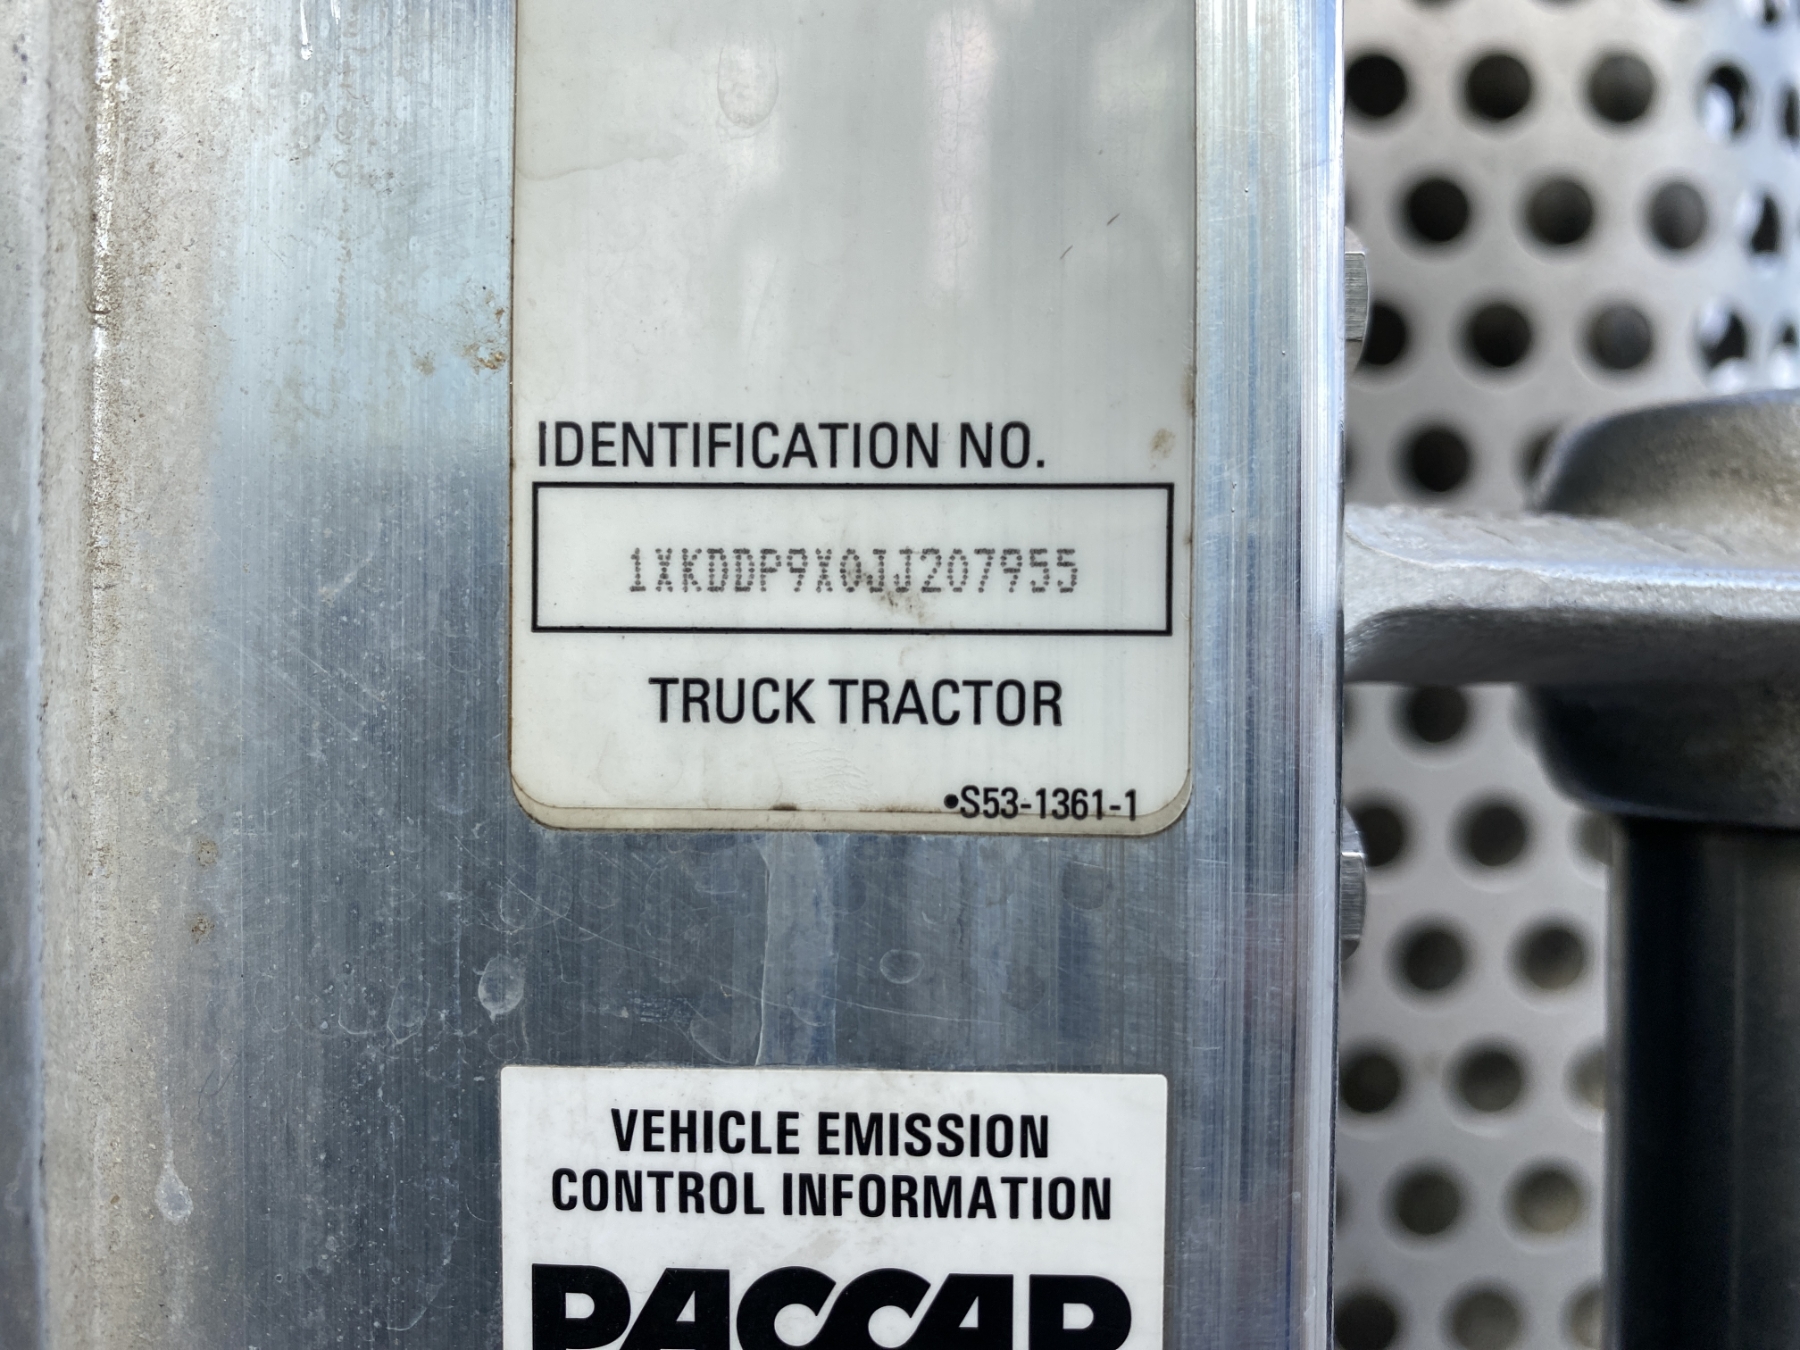 IDENTIFICATION NO.
1XKDDP9X0JJ207955
TRUCK TRACTOR
•S53-1361-1
VEHICLE EMISSION
CONTROL INFORMATION
PACCAR